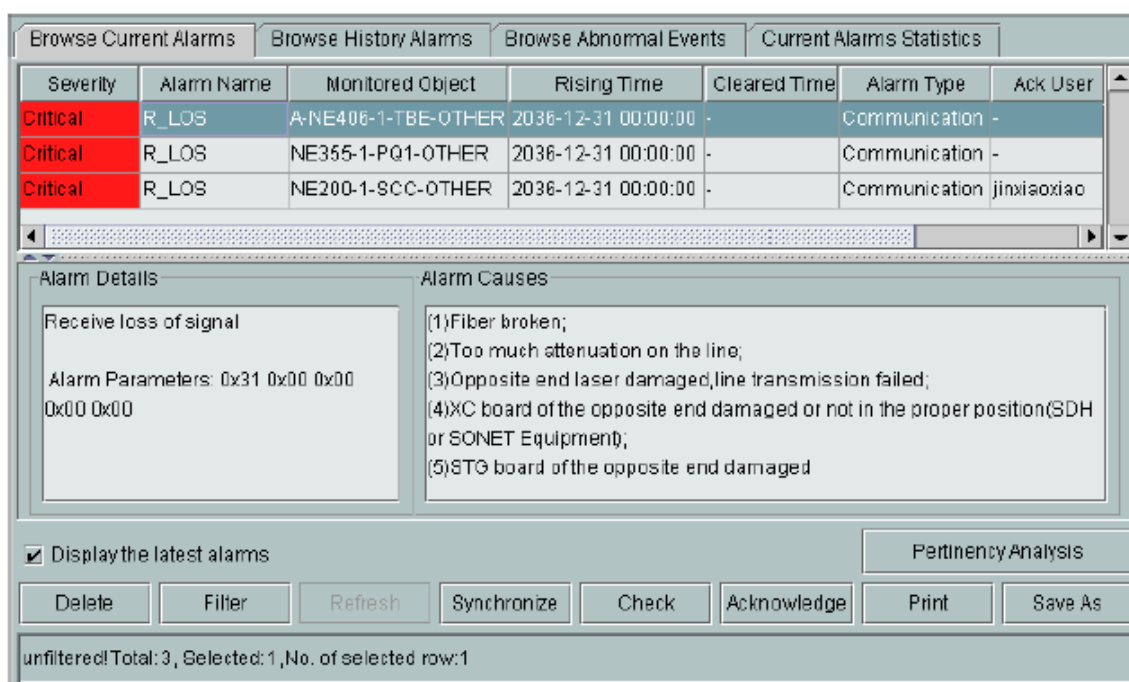 Browse Current Alarms Browse History Alarms Browse Abnormal Events Current Alarms Statistics
Severity Alarm Name Monitored Object Rising Time Cleared Time Alarm Type Ack User
Critical R_LOS A-NE406-1-TBE-OTHER 2036-12-31 00:00:00 - Communication -
Critical R_LOS NE355-1-PQ1-OTHER 2036-12-31 00:00:00 - Communication -
Critical R_LOS NE200-1-SCC-OTHER 2036-12-31 00:00:00 - Communication jinxiaoxiao
Alarm Details
Receive loss of signal
Alarm Parameters: 0x31 0x00 0x00
0x00 0x00
Alarm Causes
(1)Fiber broken;
(2)Too much attenuation on the line;
(3)Opposite end laser damaged,line transmission failed;
(4)XC board of the opposite end damaged or not in the proper position(SDH
or SONET Equipment);
(5)STG board of the opposite end damaged
Display the latest alarms
Pertinency Analysis
Delete Filter Refresh Synchronize Check Acknowledge Print Save As
unfiltered!Total: 3, Selected: 1 ,No. of selected row:1